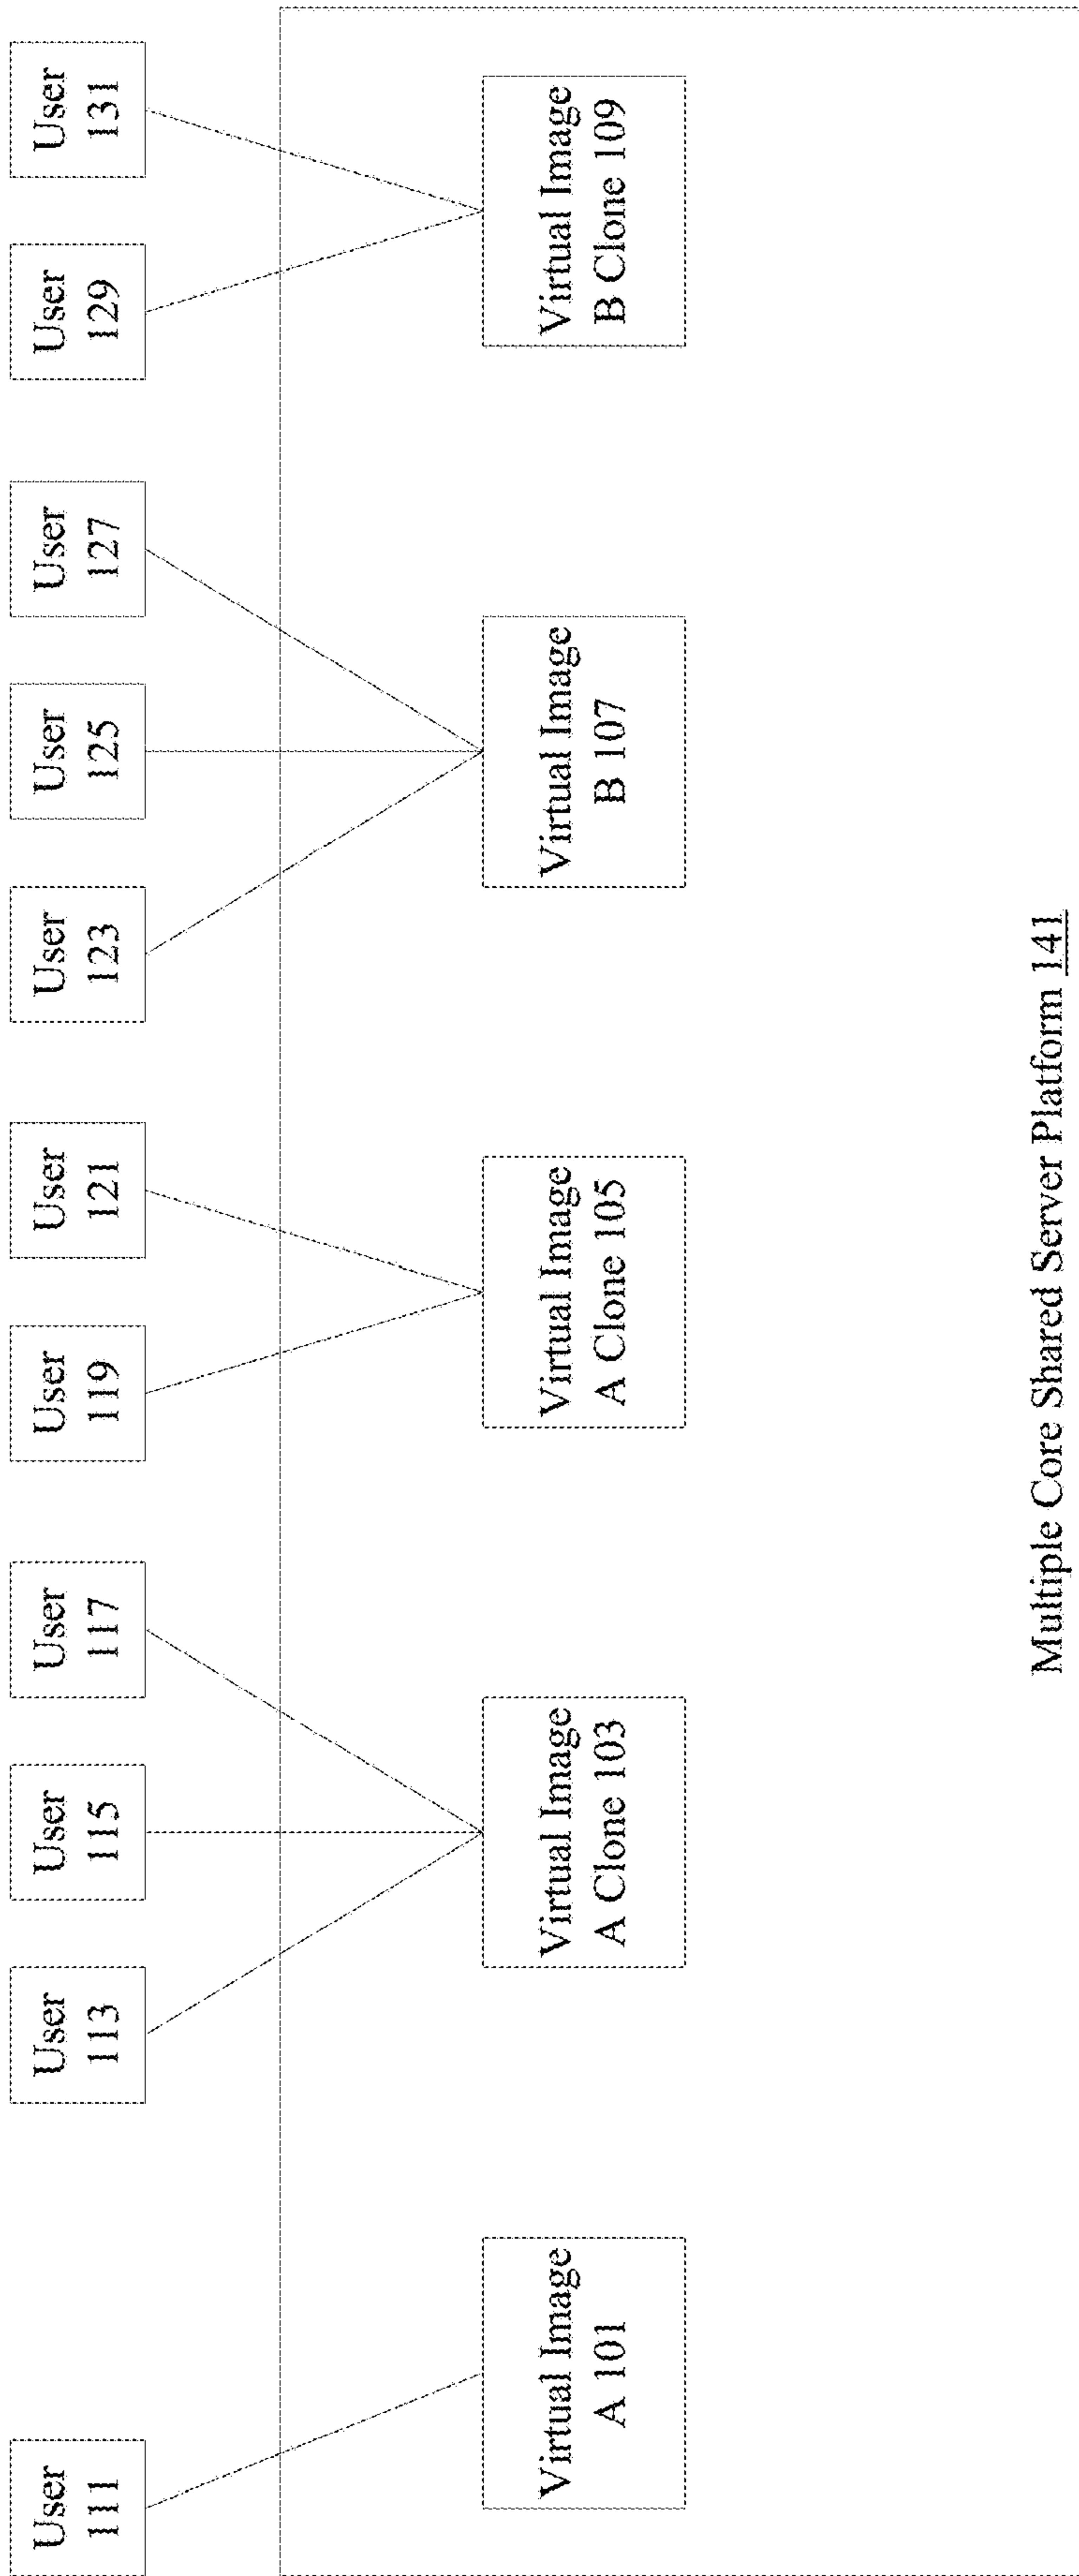 User
111
User
113
User
115
User
117
User
119
User
121
User
123
User
125
User
127
User
129
User
131
Virtual Image
A 101
Virtual Image
A Clone 103
Virtual Image
A Clone 105
Virtual Image
B 107
Virtual Image
B Clone 109
Multiple Core Shared Server Platform 141